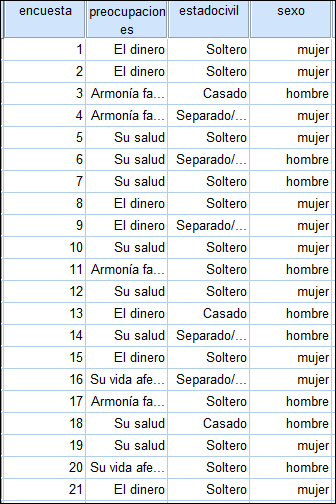 encuesta preocupacion es estadocivil sexo
1 El dinero Soltero mujer
2 El dinero Soltero mujer
3 Armonía fa... Casado hombre
4 Armonía fa... Separado/... mujer
5 Su salud Soltero mujer
6 Su salud Separado/... hombre
7 Su salud Soltero hombre
8 El dinero Soltero mujer
9 El dinero Separado/... mujer
10 Su salud Soltero mujer
11 Armonía fa... Soltero hombre
12 Su salud Soltero mujer
13 El dinero Casado hombre
14 Su salud Separado/... hombre
15 El dinero Soltero mujer
16 Su vida afe... Separado/... mujer
17 Armonía fa... Soltero hombre
18 Su salud Casado hombre
19 Su salud Soltero mujer
20 Su vida afe... Soltero hombre
21 El dinero Soltero mujer